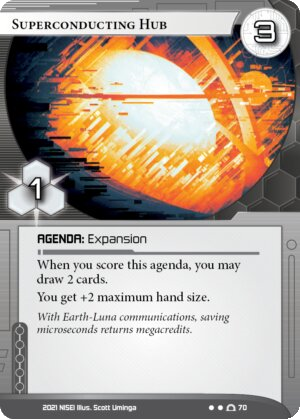 Superconducting Hub
3
1
AGENDA: Expansion
When you score this agenda, you may
draw 2 cards.
You get +2 maximum hand size.
With Earth-Luna communications, saving
microseconds returns megacredits.
2021 NISEI Illus. Scott Uminga
70